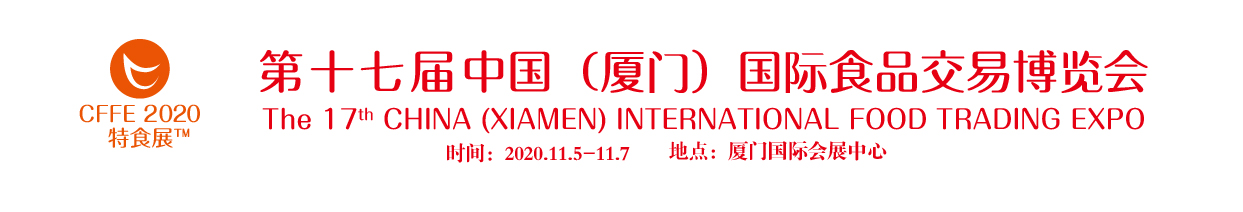 CFFE 2020
特食展™
第十七届中国（厦门）国际食品交易博览会
The 17th CHINA (XIAMEN) INTERNATIONAL FOOD TRADING EXPO
时间：2020.11.5-11.7 地点：厦门国际会展中心